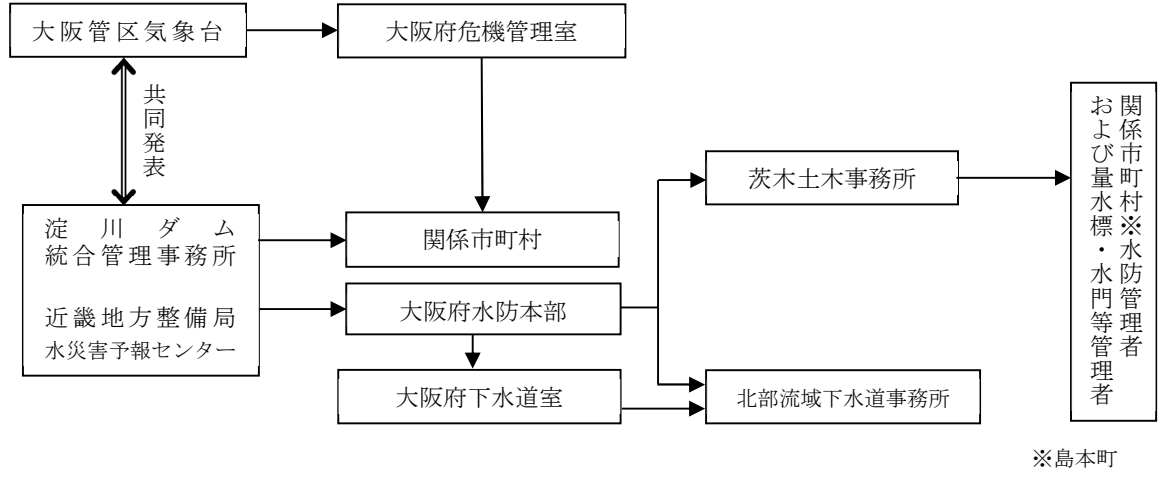 大阪管区気象台
大阪府危機管理室
共同発表
淀川ダム
統合管理事務所
近畿地方整備局
水災害予報センター
関係市町村
大阪府水防本部
大阪府下水道室
茨木土木事務所
北部流域下水道事務所
関係市町村※水防管理者
および量水標・水門等管理者
※島本町